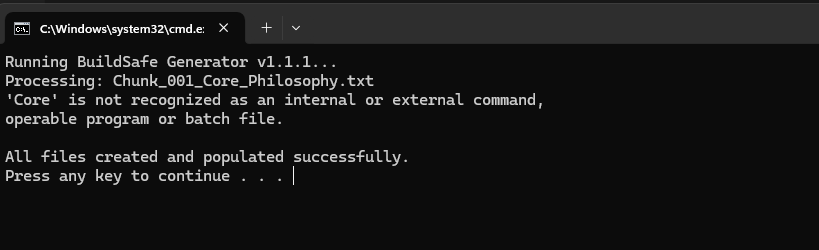 C:\Windows\system32\cmd.e:
Running BuildSafe Generator v1.1.1...
Processing: Chunk_001_Core_Philosophy.txt
'Core' is not recognized as an internal or external command,
operable program or batch file.
All files created and populated successfully.
Press any key to continue . . .